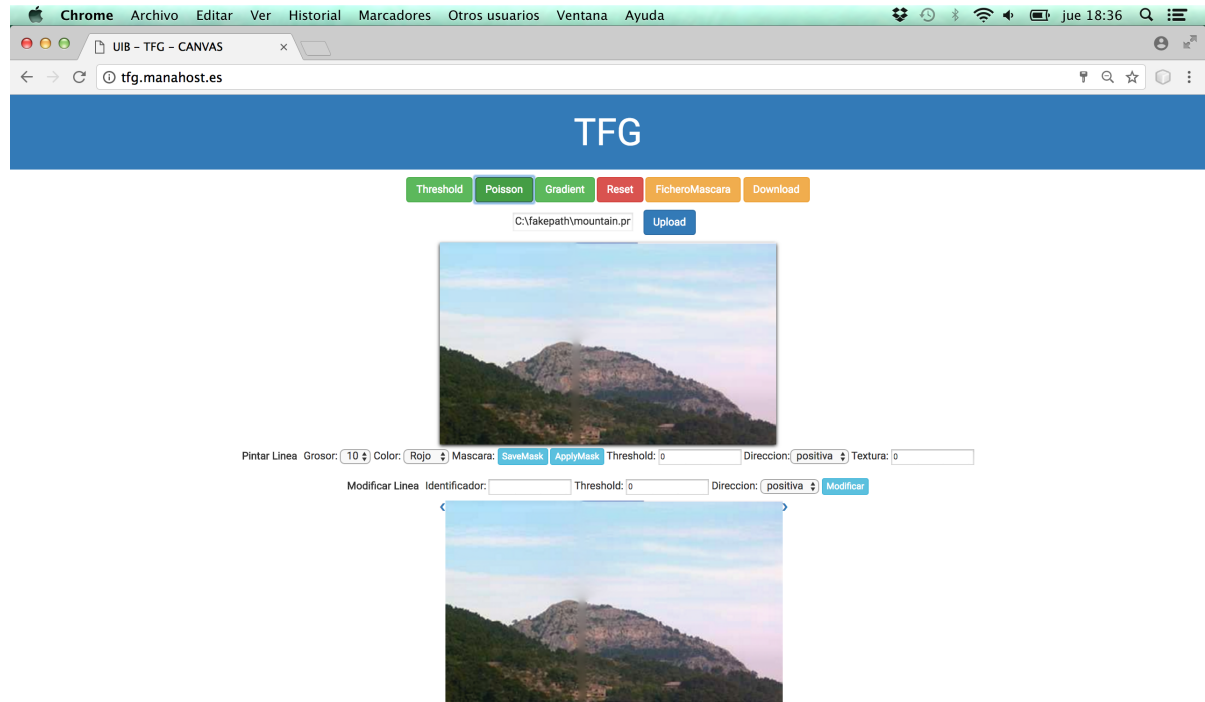 Chrome Archivo Editar Ver Historial Marcadores Otros usuarios Ventana Ayuda jue 18:36
UIB - TFG - CANVAS ×
tfg.manahost.es
TFG
Threshold Poisson Gradient Reset FicheroMascara Download
C:\fakepath\mountain.pr Upload
Pintar Linea Grosor: 10 Color: Rojo Mascara: SaveMask ApplyMask Threshold: 0 Direccion: positiva Textura: 0
Modificar Linea Identificador: Threshold: 0 Direccion: positiva Modificar
‹ ›